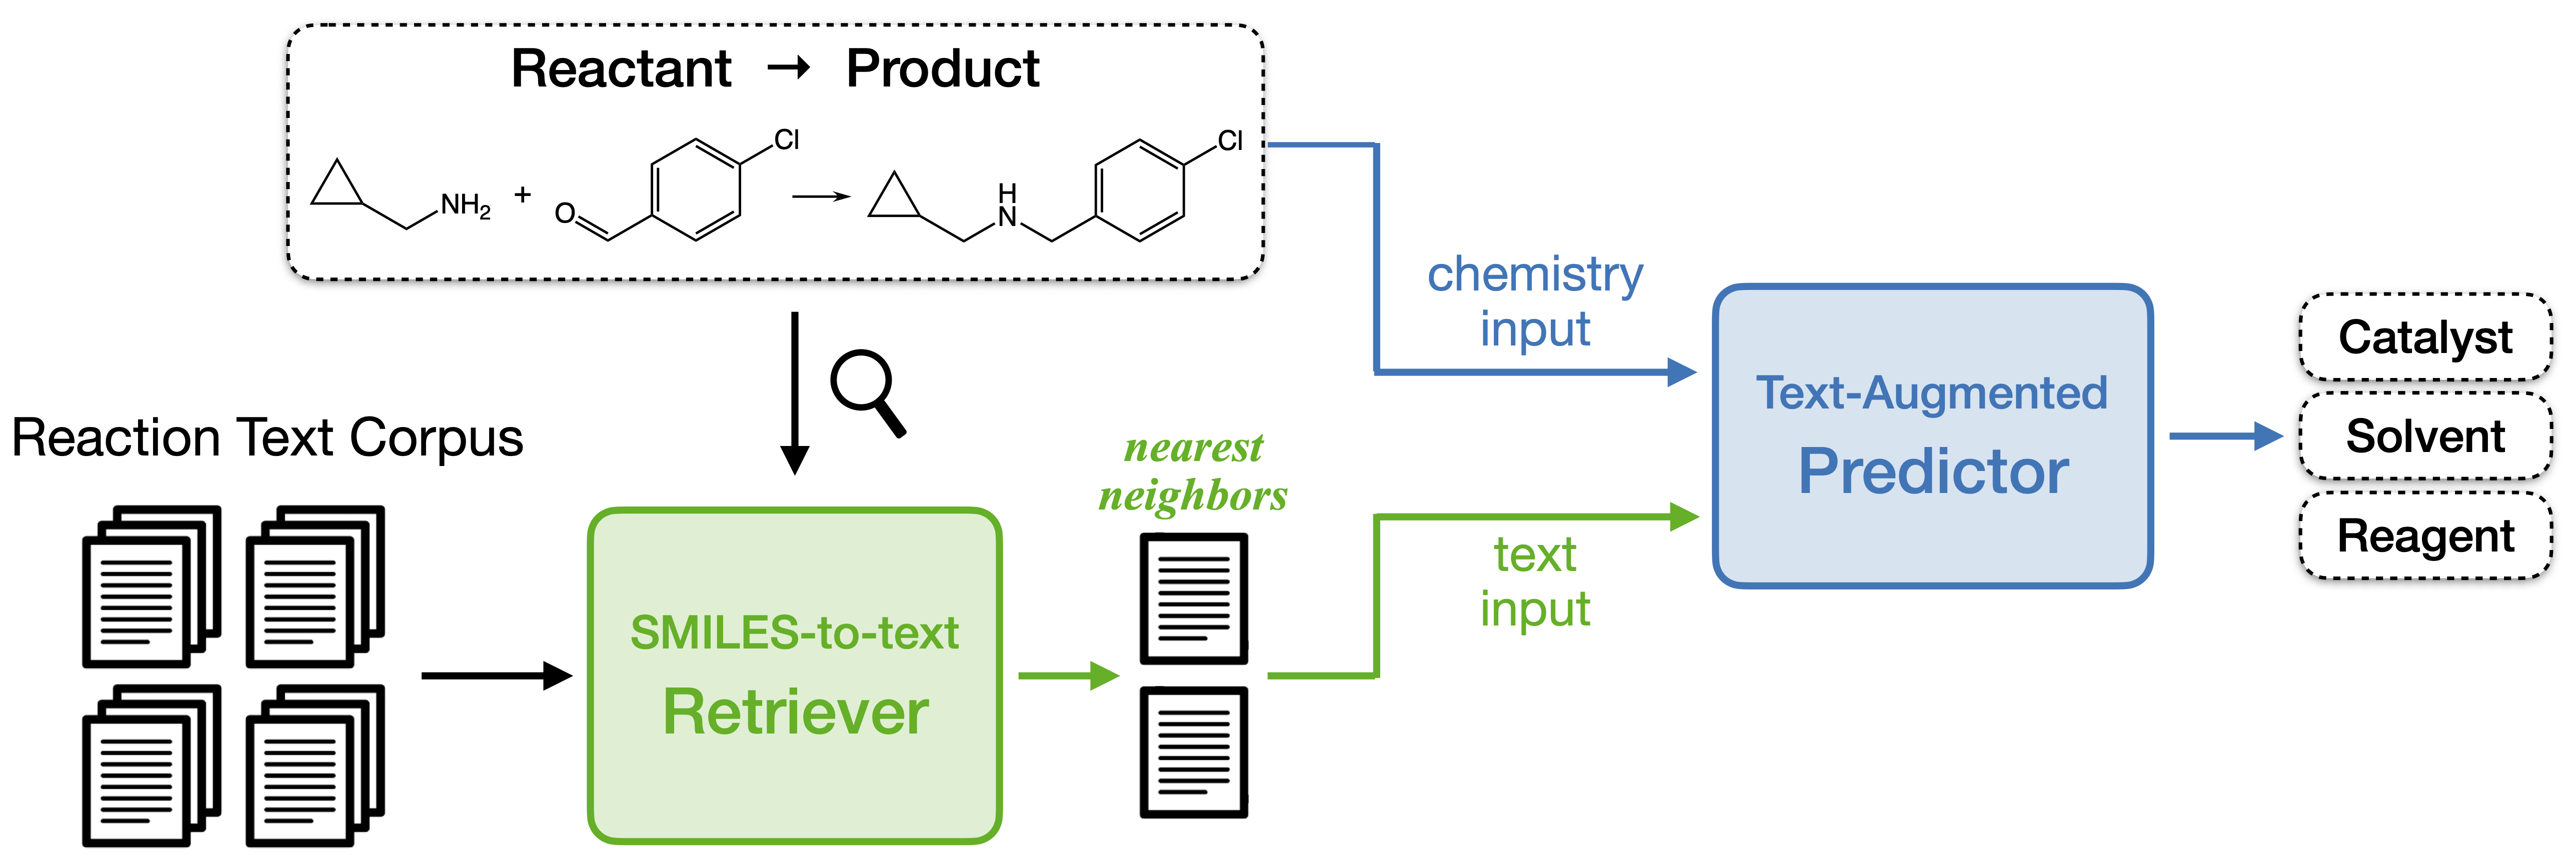 Reactant → Product
NH₂ + O Cl → H N Cl
chemistry
input
Reaction Text Corpus
nearest
neighbors
SMILES-to-text
Retriever
text
input
Text-Augmented
Predictor
Catalyst
Solvent
Reagent